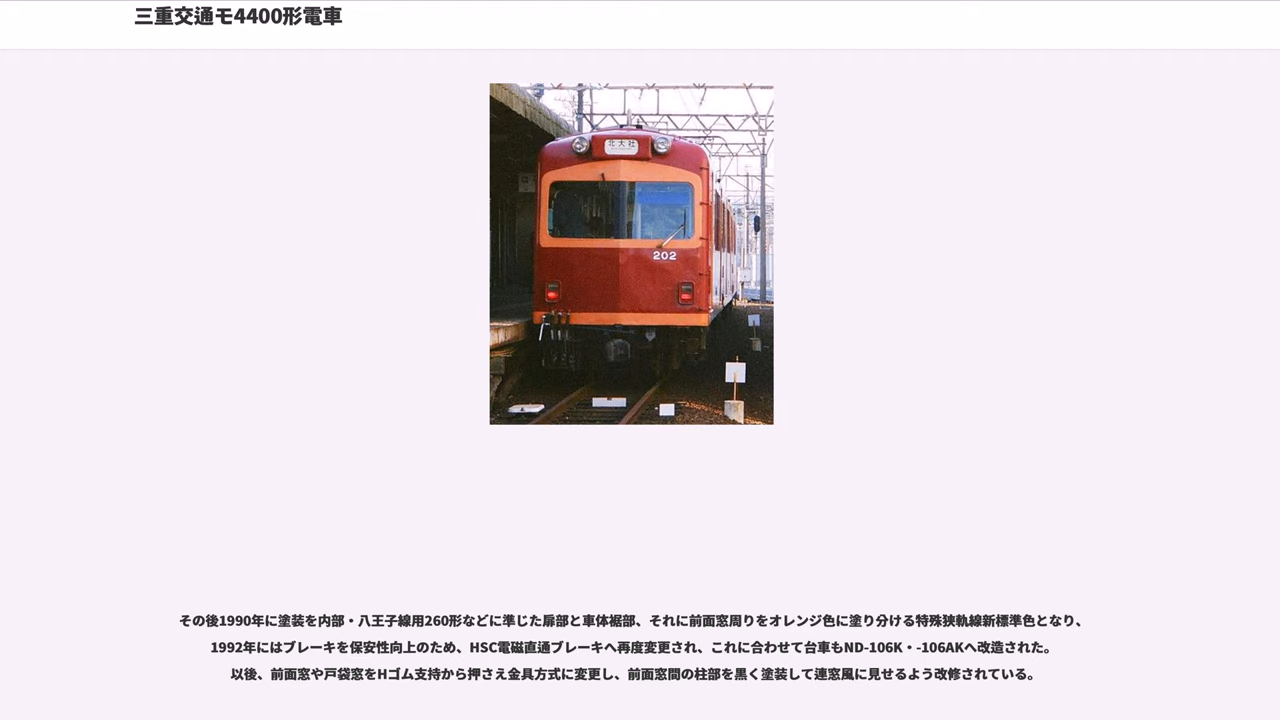 三重交通モ4400形電車
北大社
202
その後1990年に塗装を内部・八王子線用260形などに準じた扉部と車体裾部、それに前面窓周りをオレンジ色に塗り分ける特殊狭軌線新標準色となり、
1992年にはブレーキを保安性向上のため、HSC電磁直通ブレーキへ再度変更され、これに合わせて台車もND-106K・-106AKへ改造された。
以後、前面窓や戸袋窓をHゴム支持から押さえ金具方式に変更し、前面窓間の柱部を黒く塗装して連窓風に見せるよう改修されている。